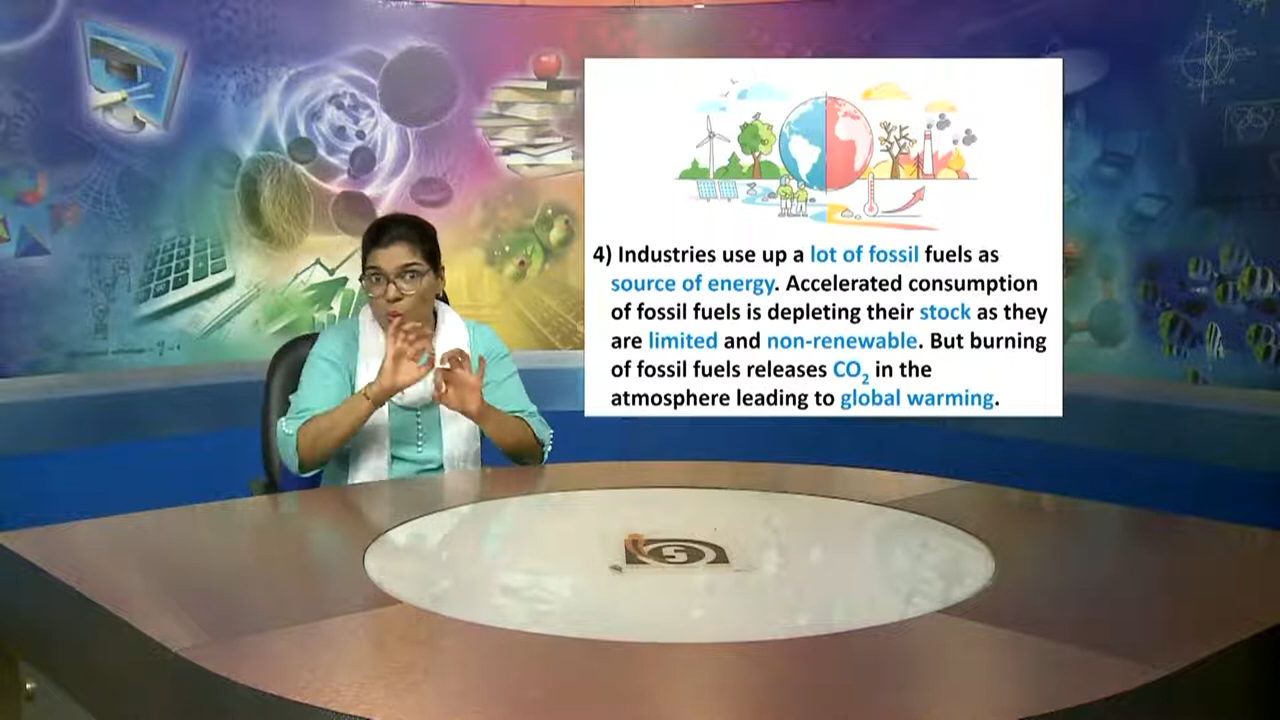 4) Industries use up a lot of fossil fuels as
source of energy. Accelerated consumption
of fossil fuels is depleting their stock as they
are limited and non-renewable. But burning
of fossil fuels releases CO₂ in the
atmosphere leading to global warming.